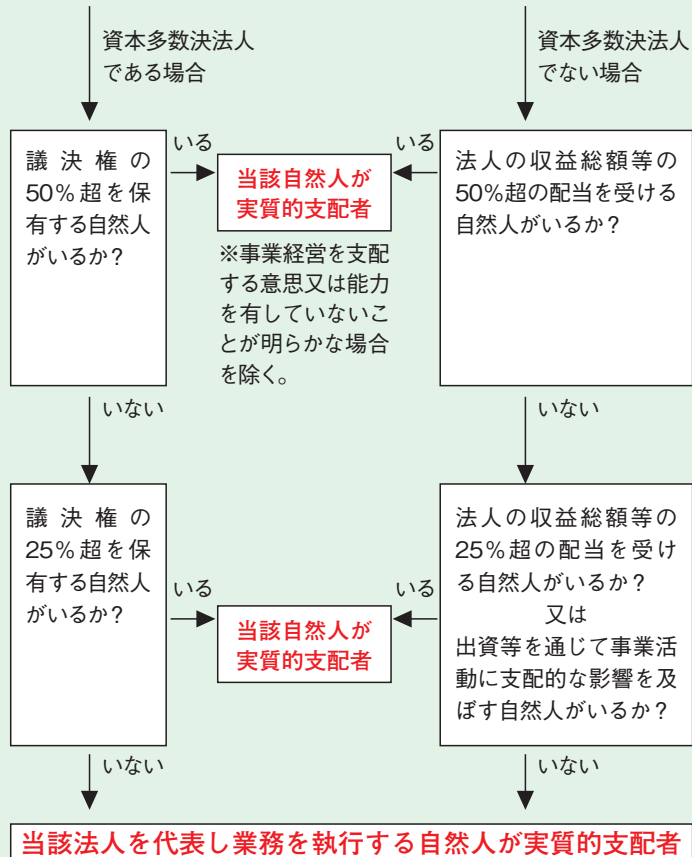 資本多数決法人
である場合
資本多数決法人
でない場合
議決権の
50％超を保
有する自然人
がいるか？
いる
当該自然人が
実質的支配者
※事業経営を支配
する意思又は能力
を有していないこ
とが明らかな場合
を除く。
いる
法人の収益総額等の
50％超の配当を受ける
自然人がいるか？
いない
いない
議決権の
25％超を保
有する自然人
がいるか？
いる
当該自然人が
実質的支配者
いる
法人の収益総額等の
25％超の配当を受け
る自然人がいるか？
又は
出資等を通じて事業活
動に支配的な影響を及
ぼす自然人がいるか？
いない
いない
当該法人を代表し業務を執行する自然人が実質的支配者